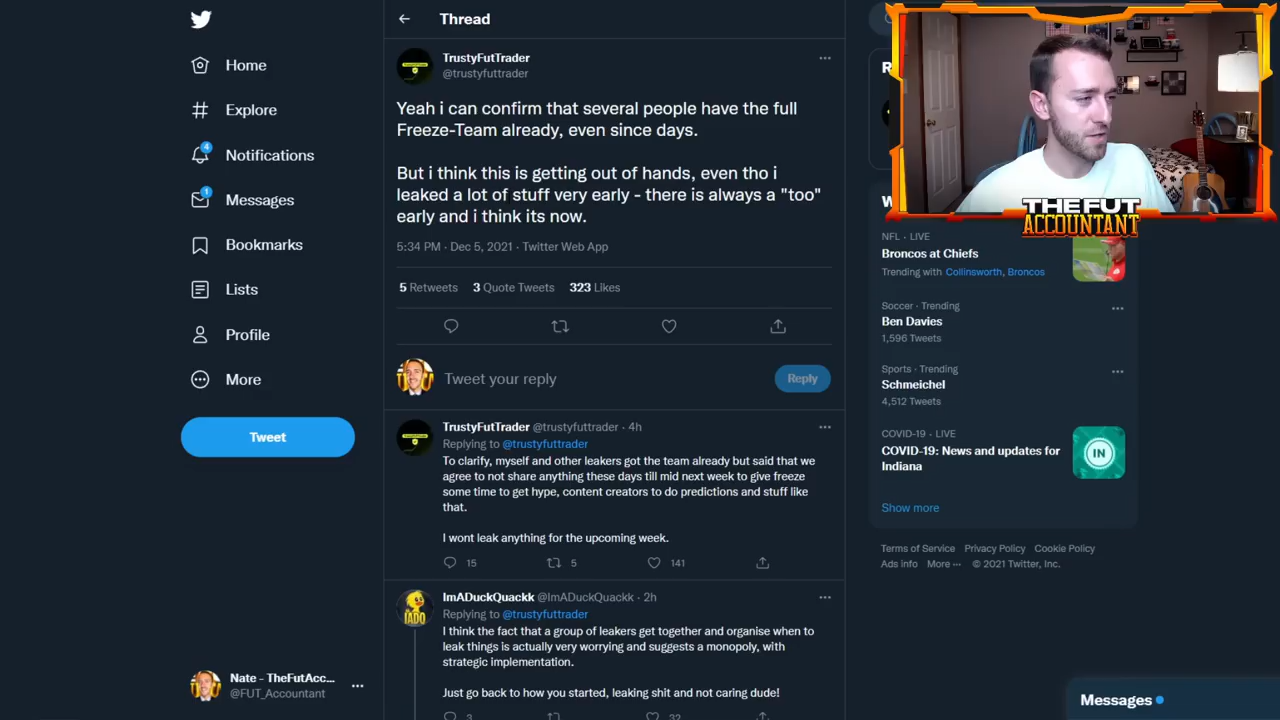 Thread
Home
Explore
4
Notifications
1
Messages
Bookmarks
Lists
Profile
More
Tweet
Nate - TheFutAcc...
@FUT_Accountant
TrustyFutTrader
@trustyfuttrader
Yeah i can confirm that several people have the full
Freeze-Team already, even since days.
But i think this is getting out of hands, even tho i
leaked a lot of stuff very early - there is always a "too"
early and i think its now.
5:34 PM · Dec 5, 2021 · Twitter Web App
5 Retweets 3 Quote Tweets 323 Likes
Tweet your reply
Reply
TrustyFutTrader @trustyfuttrader · 4h
Replying to @trustyfuttrader
To clarify, myself and other leakers got the team already but said that we
agree to not share anything these days till mid next week to give freeze
some time to get hype, content creators to do predictions and stuff like
that.
I wont leak anything for the upcoming week.
15 5 141
ImADuckQuackk @ImADuckQuackk · 2h
Replying to @trustyfuttrader
I think the fact that a group of leakers get together and organise when to
leak things is actually very worrying and suggests a monopoly, with
strategic implementation.
Just go back to how you started, leaking shit and not caring dude!
3 32
IADO
R
THE FUT
ACCOUNTANT
W
NFL · LIVE
Broncos at Chiefs
Trending with Collinsworth, Broncos
Soccer · Trending
Ben Davies
1,596 Tweets
Sports · Trending
Schmeichel
4,512 Tweets
COVID-19 · LIVE
COVID-19: News and updates for
Indiana
IN
Show more
Terms of Service Privacy Policy Cookie Policy
Ads info More ··· © 2021 Twitter, Inc.
Messages